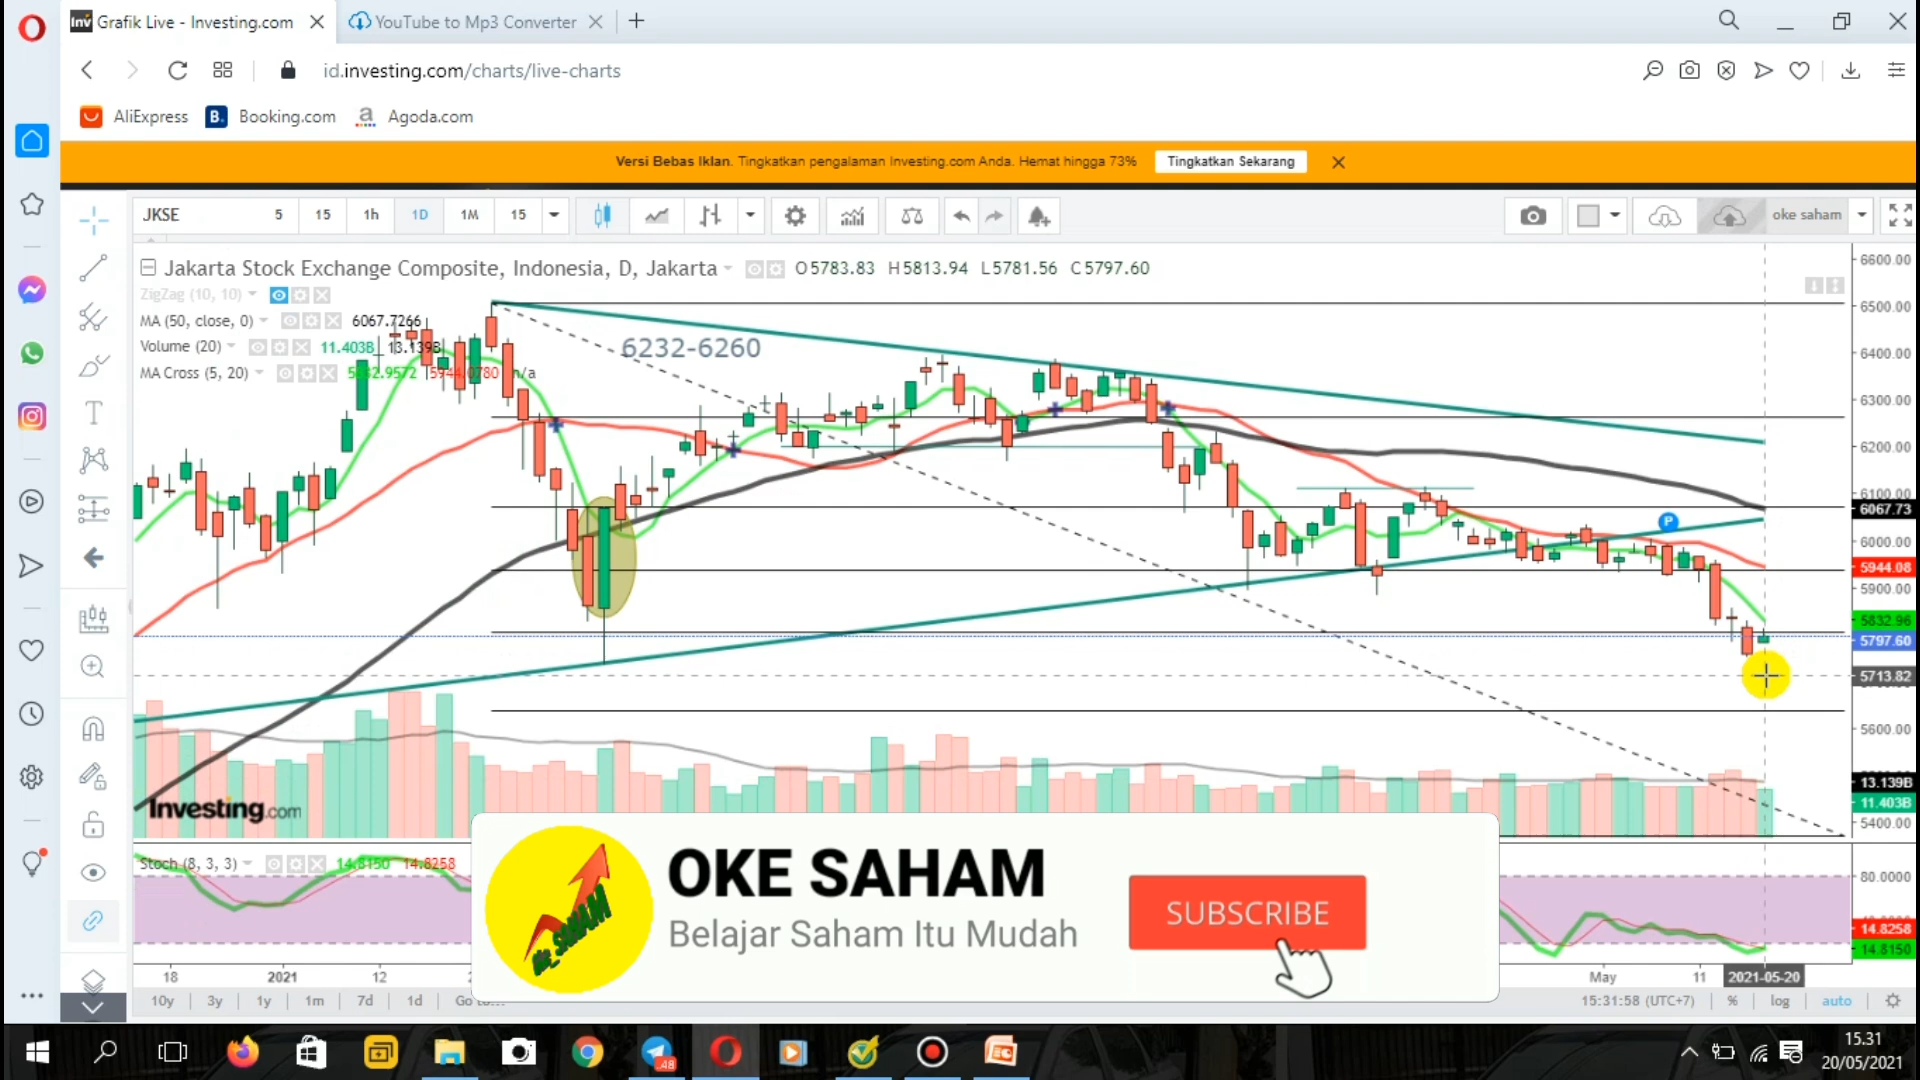 Grafik Live - Investing.com
YouTube to Mp3 Converter
id.investing.com/charts/live-charts
AliExpress
B.
Booking.com
a
Agoda.com
Versi Bebas Iklan. Tingkatkan pengalaman Investing.com Anda. Hemat hingga 73%
Tingkatkan Sekarang
JKSE
5
15
1h
1D
1M
15
oke saham
Jakarta Stock Exchange Composite, Indonesia, D, Jakarta
O5783.83 H5813.94 L5781.56 C5797.60
ZigZag (10, 10)
MA (50, close, 0)
6067.7266
Volume (20)
11.403B
13.139B
MA Cross (5, 20)
n/a
6232-6260
P
6600.00
6500.00
6400.00
6300.00
6200.00
6100.00
6067.73
6000.00
5944.08
5900.00
5832.96
5797.60
5713.82
5600.00
13.139B
11.403B
5400.00
Investing.com
Stoch (8, 3, 3)
14.8150
14.8258
80.0000
14.8258
14.8150
OKE SAHAM
Belajar Saham Itu Mudah
SUBSCRIBE
18
2021
12
May
11
2021-05-20
10y
3y
1y
1m
7d
1d
15:31:58 (UTC+7)
%
log
auto
48
15.31
20/05/2021